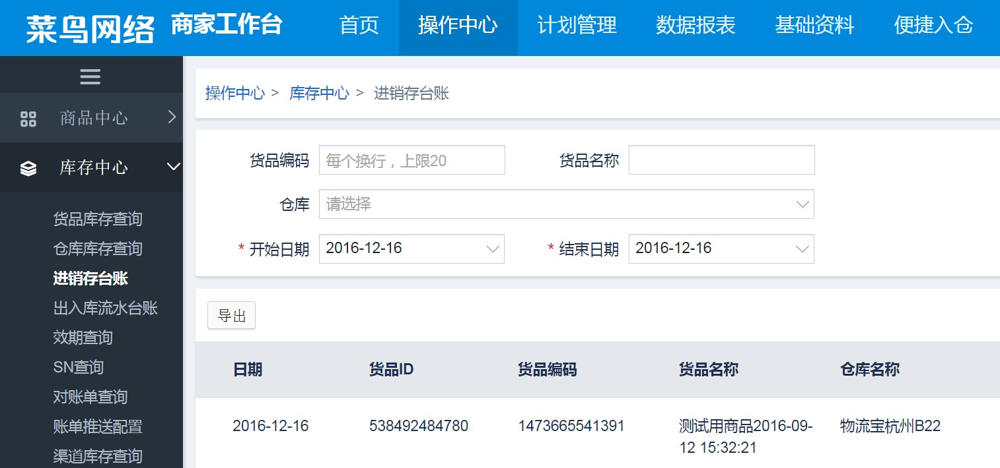 菜鸟网络 商家工作台 首页 操作中心 计划管理 数据报表 基础资料 便捷入仓
商品中心
库存中心
货品库存查询
仓库库存查询
进销存台账
出入库流水台账
效期查询
SN查询
对账单查询
账单推送配置
渠道库存查询
操作中心 > 库存中心 > 进销存台账
货品编码 每个换行，上限20 货品名称
仓库 请选择
* 开始日期 2016-12-16 * 结束日期 2016-12-16
导出
日期 货品ID 货品编码 货品名称 仓库名称
2016-12-16 538492484780 1473665541391 测试用商品2016-09- 物流宝杭州B22
12 15:32:21